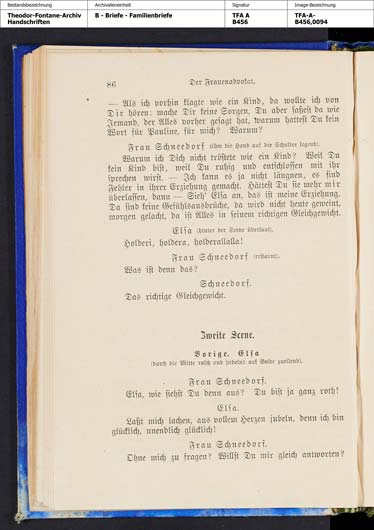 Bestandsbezeichnung
Theodor-Fontane-Archiv
Handschriften
Archivalieneinheit
B - Briefe - Familienbriefe
Signatur
TFA A
B456
Image-Bezeichnung
TFA-A-
B456,0094
86
Der Frauenadvokat.
— Als ich vorhin klagte wie ein Kind, da wollte ich von
Dir hören: mache Dir keine Sorgen, Du aber saßest da wie
Jemand, der Alles vorher gesagt hat, warum hattest Du kein
Wort für Pauline, für mich? Warum?
Frau Schneedorf (ihm die Hand auf die Schulter legend).
Warum ich Dich nicht tröstete wie ein Kind? Weil Du
kein Kind bist, weil Du ruhig und entschlossen mit ihr
sprechen wirst. — Ich kann es ja nicht läugnen, es sind
Fehler in ihrer Erziehung gemacht. Hättest Du sie mehr mir
überlassen, dann — Sieh' Elsa an, das ist meine Erziehung.
Da sind keine Gefühlsausbrüche, da wird nicht heute geweint,
morgen gelacht, da ist Alles in seinem richtigen Gleichgewicht.
Elsa (hinter der Scene überlaut).
Holderi, holdera, holderallalla!
Frau Schneedorf (erstaunt).
Was ist denn das?
Schneedorf.
Das richtige Gleichgewicht.
Zweite Scene.
Vorige. Elsa
(durch die Mitte rasch und jubelnd auf Beide zueilend).
Frau Schneedorf.
Elsa, wie siehst Du denn aus? Du bist ja ganz roth!
Elsa.
Laßt mich lachen, aus vollem Herzen jubeln, denn ich bin
glücklich, unendlich glücklich!
Frau Schneedorf.
Ohne mich zu fragen? Willst Du mir gleich antworten?